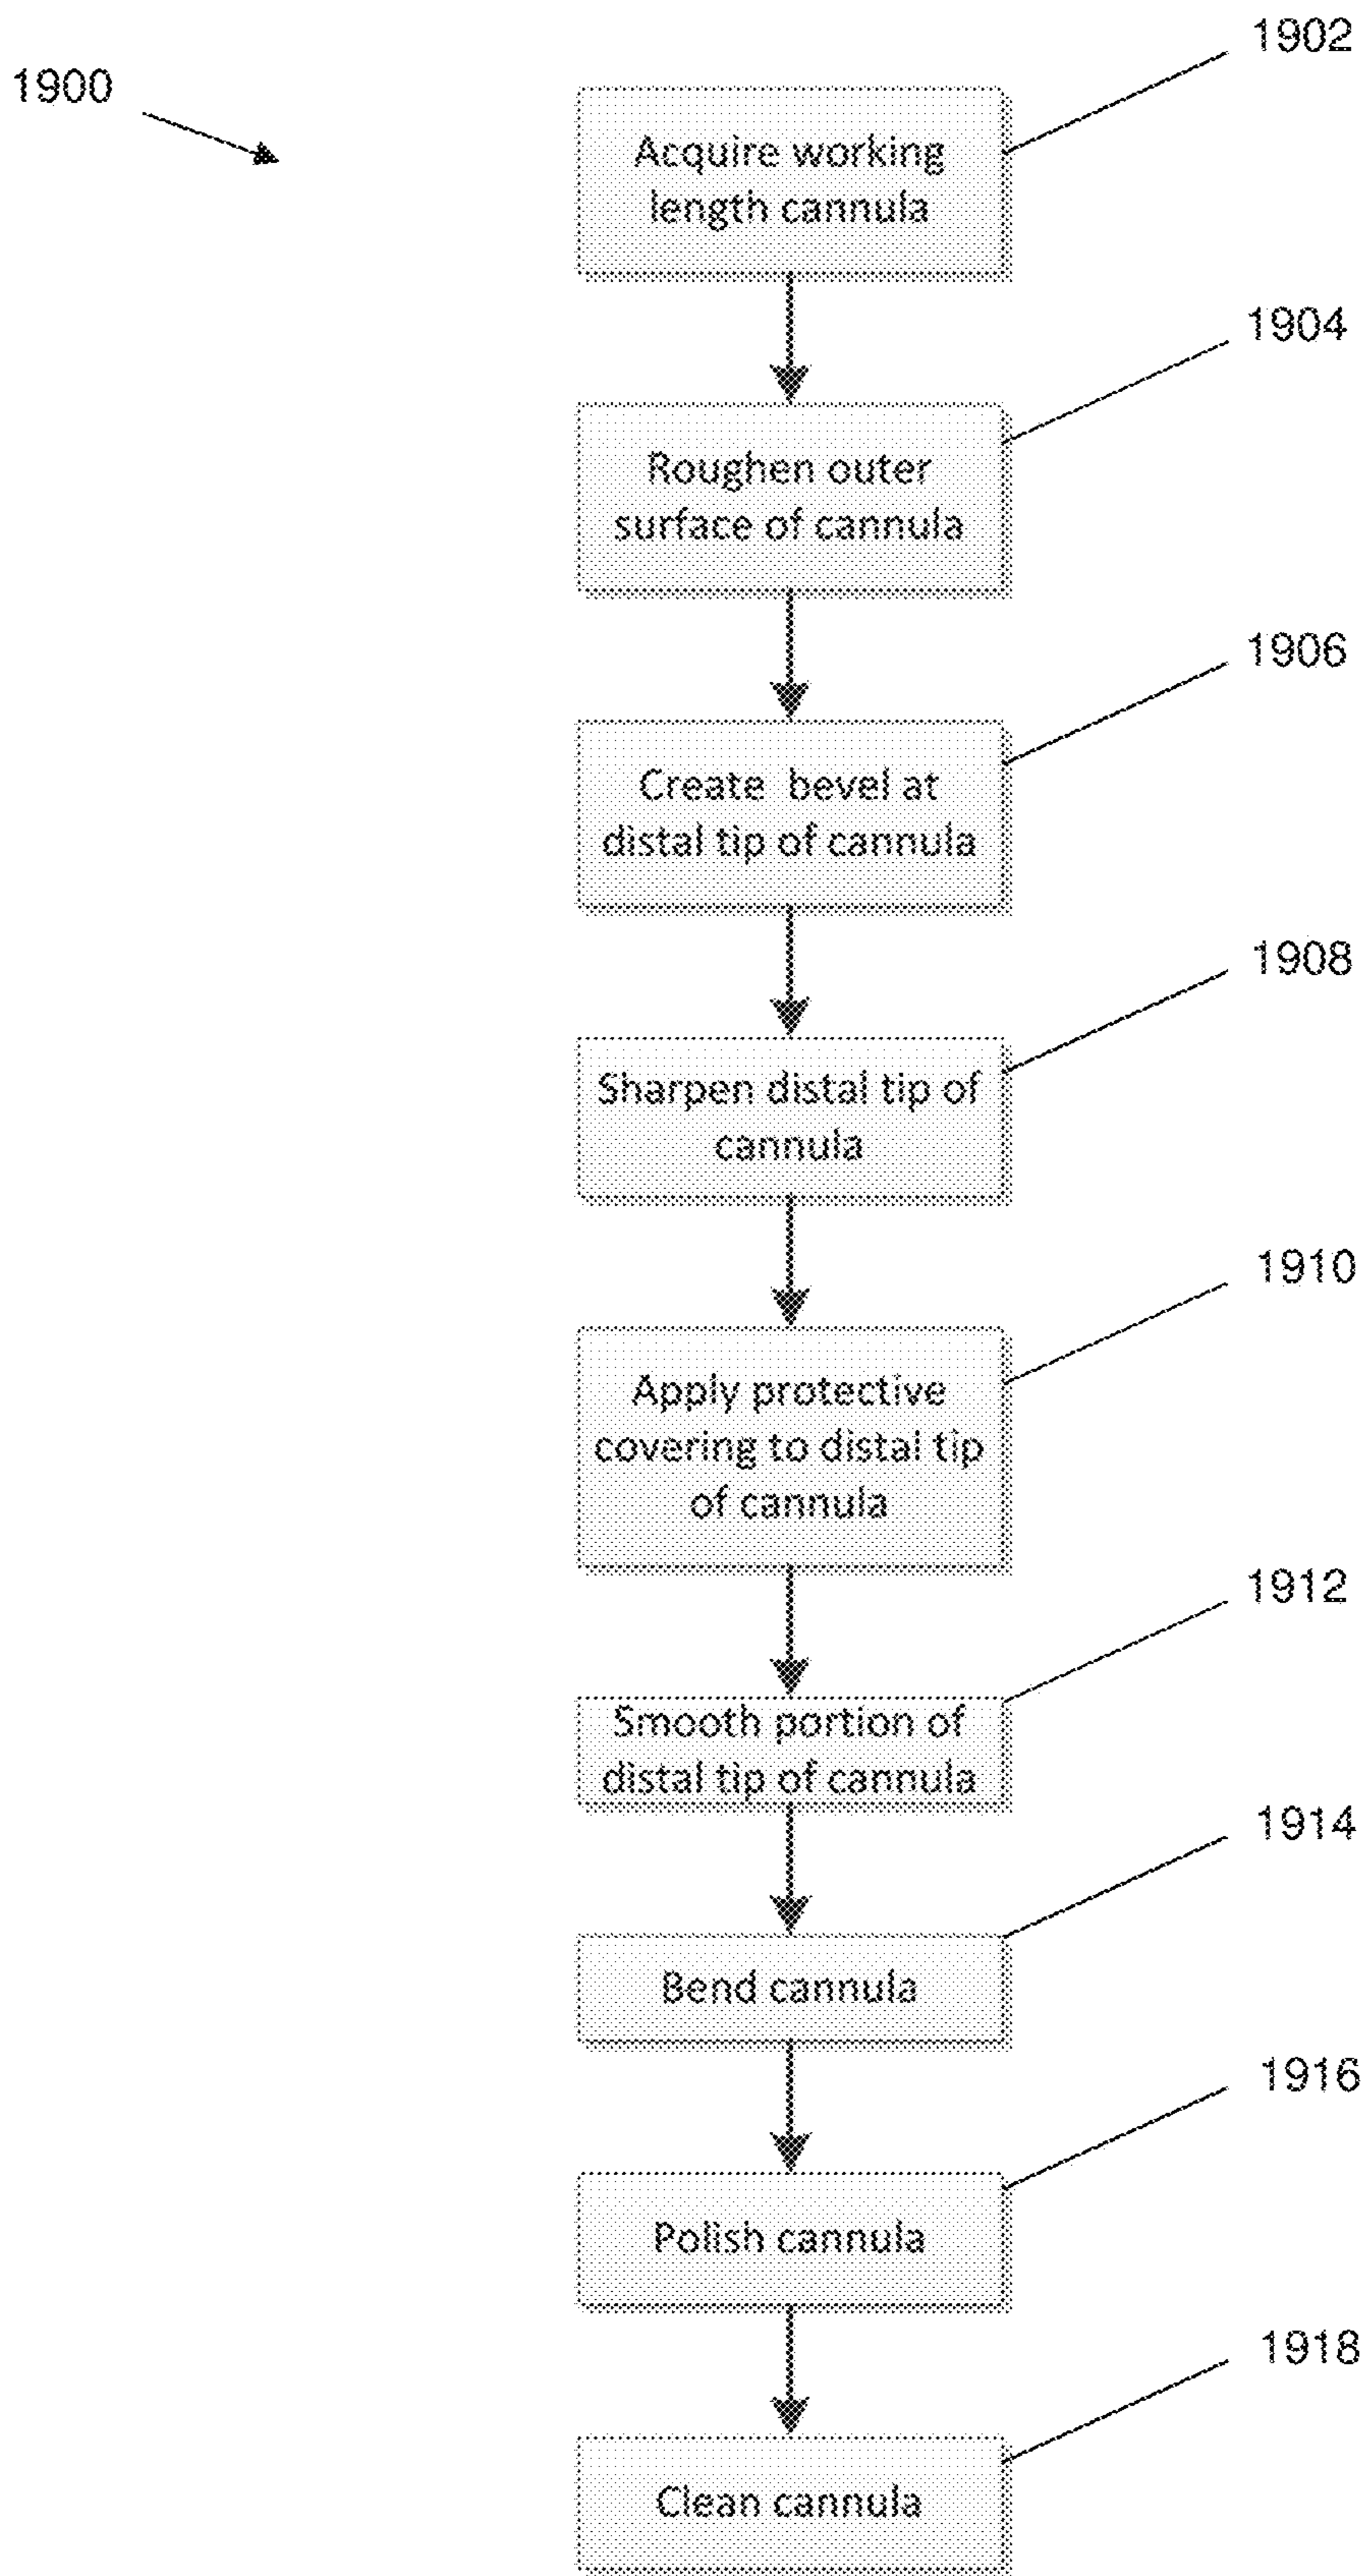 1902
1900
Acquire working
length cannula
1904
Roughen outer
surface of cannula
1906
Create bevel at
distal tip of cannula
1908
Sharpen distal tip of
cannula
1910
Apply protective
covering to distal tip
of cannula
1912
Smooth portion of
distal tip of cannula
1914
Bend cannula
1916
Polish cannula
1918
Clean cannula